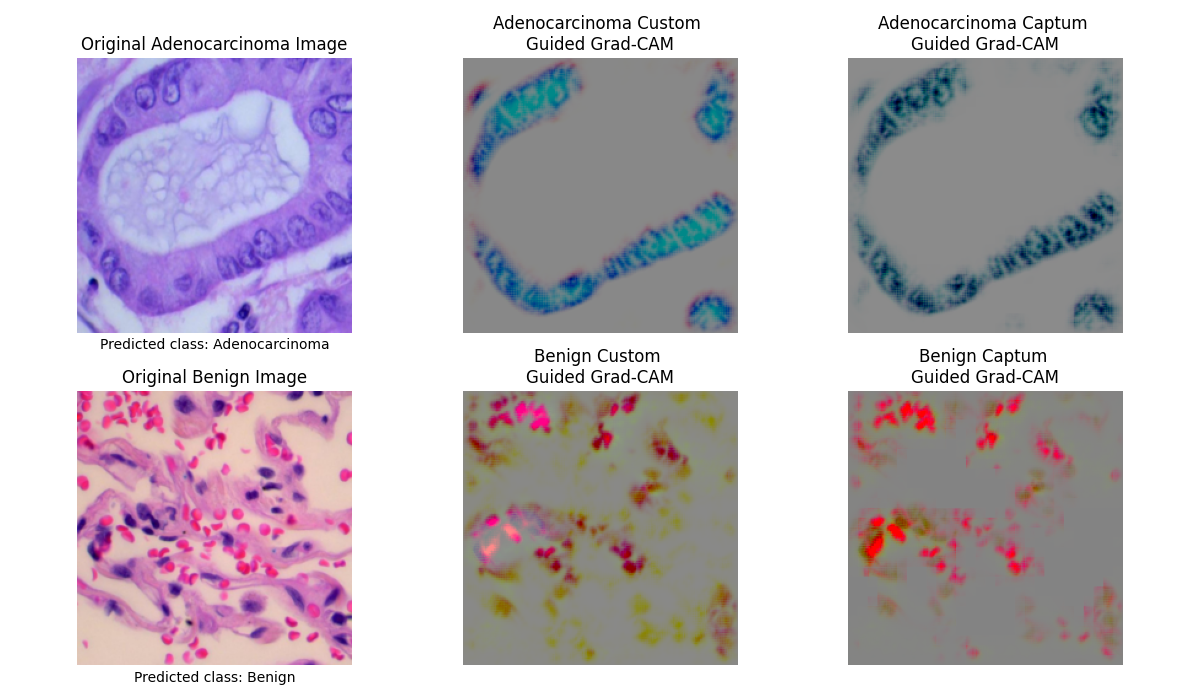 Original Adenocarcinoma Image
Adenocarcinoma Custom
Guided Grad-CAM
Adenocarcinoma Captum
Guided Grad-CAM
Predicted class: Adenocarcinoma
Original Benign Image
Benign Custom
Guided Grad-CAM
Benign Captum
Guided Grad-CAM
Predicted class: Benign